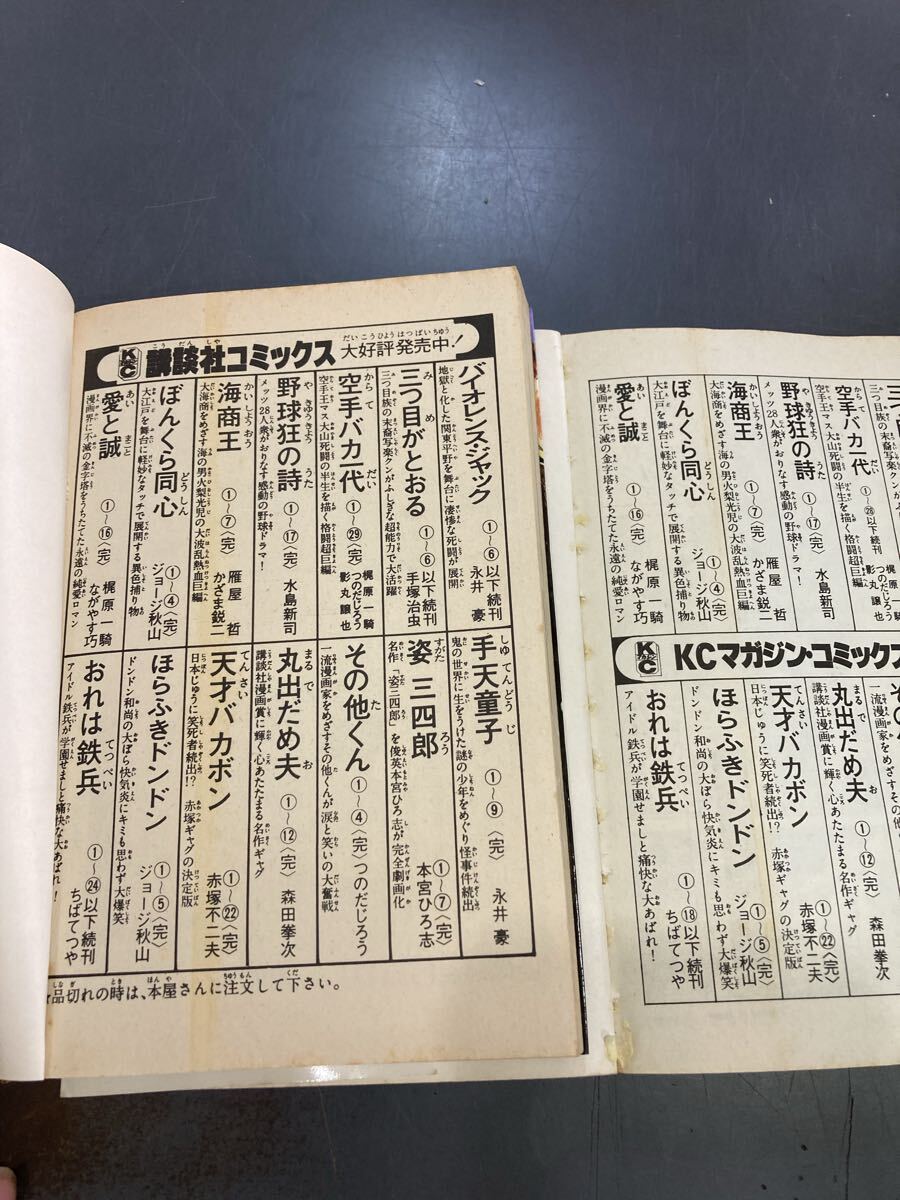 KC
講談社コミックス
大好評発売中!
バイオレンス・ジャック ①〜⑥以下続刊 永井 豪
地獄と化した関東平野を舞台に凄惨な死闘が展開
三つ目がとおる ①〜⑥以下続刊 手塚治虫
三つ目族の末裔写楽クンがふしぎな超能力で大活躍
空手バカ一代 ①〜㉙〈完〉 梶原一騎 つのだじろう 影丸譲也
空手王マス大山死闘の半生を描く格闘超巨編
野球狂の詩 ①〜⑰〈完〉 水島新司
メッツ28人衆がおりなす感動の野球ドラマ!
海商王 ①〜⑦〈完〉 雁屋 哲 かざま鋭二
大海商をめざす海の男火梨光児の大波乱熱血巨編
ぼんくら同心 ①〜④〈完〉 ジョージ秋山
大江戸を舞台に軽妙なタッチで展開する異色捕り物
愛と誠 ①〜⑯〈完〉 梶原一騎 ながやす巧
漫画界に不滅の金字塔をうちたてた永遠の純愛ロマン
手天童子 ①〜⑨〈完〉 永井 豪
鬼の世界に生をうけた謎の少年をめぐり怪事件続出
姿 三四郎 ①〜⑦〈完〉 本宮ひろ志
名作〝姿三四郎〟を俊英本宮ひろ志が完全劇画化
その他くん ①〜④〈完〉 つのだじろう
一流漫画家をめざすその他くんが涙と笑いの大奮戦
丸出だめ夫 ①〜⑫〈完〉 森田拳次
講談社漫画賞に輝く心あたたまる名作ギャグ
天才バカボン ①〜㉒〈完〉 赤塚不二夫
日本じゅうに笑死者続出!? 赤塚ギャグの決定版
ほらふきドンドン ①〜⑤〈完〉 ジョージ秋山
ドンドン和尚の大ぼら快気炎にキミも思わず大爆笑
おれは鉄兵 ①〜㉔以下続刊 ちばてつや
アイドル鉄兵が学園せましと痛快な大あばれ!
品切れの時は、本屋さんに注文して下さい。
三つ目
三つ目族の末裔写楽クンが
空手バカ一代 ①〜㉘以下続刊 梶原一騎 つのだじろう 影丸譲也
空手王マス大山死闘の半生を描く格闘超巨編
野球狂の詩 ①〜⑰〈完〉 水島新司
メッツ28人衆がおりなす感動の野球ドラマ!
海商王 ①〜⑦〈完〉 雁屋 哲 かざま鋭二
大海商をめざす海の男火梨光児の大波乱熱血巨編
ぼんくら同心 ①〜④〈完〉 ジョージ秋山
大江戸を舞台に軽妙なタッチで展開する異色捕り物
愛と誠 ①〜⑯〈完〉 梶原一騎 ながやす巧
漫画界に不滅の金字塔をうちたてた永遠の純愛ロマン
KC
KCマガジン・コミックス
その
一流漫画家をめざすその
丸出だめ夫 ①〜⑫〈完〉 森田拳次
講談社漫画賞に輝く心あたたまる名作ギャグ
天才バカボン ①〜㉒〈完〉 赤塚不二夫
日本じゅうに笑死者続出!? 赤塚ギャグの決定版
ほらふきドンドン ①〜⑤〈完〉 ジョージ秋山
ドンドン和尚の大ぼら快気炎にキミも思わず大爆笑
おれは鉄兵 ①〜⑱以下続刊 ちばてつや
アイドル鉄兵が学園せましと痛快な大あばれ!